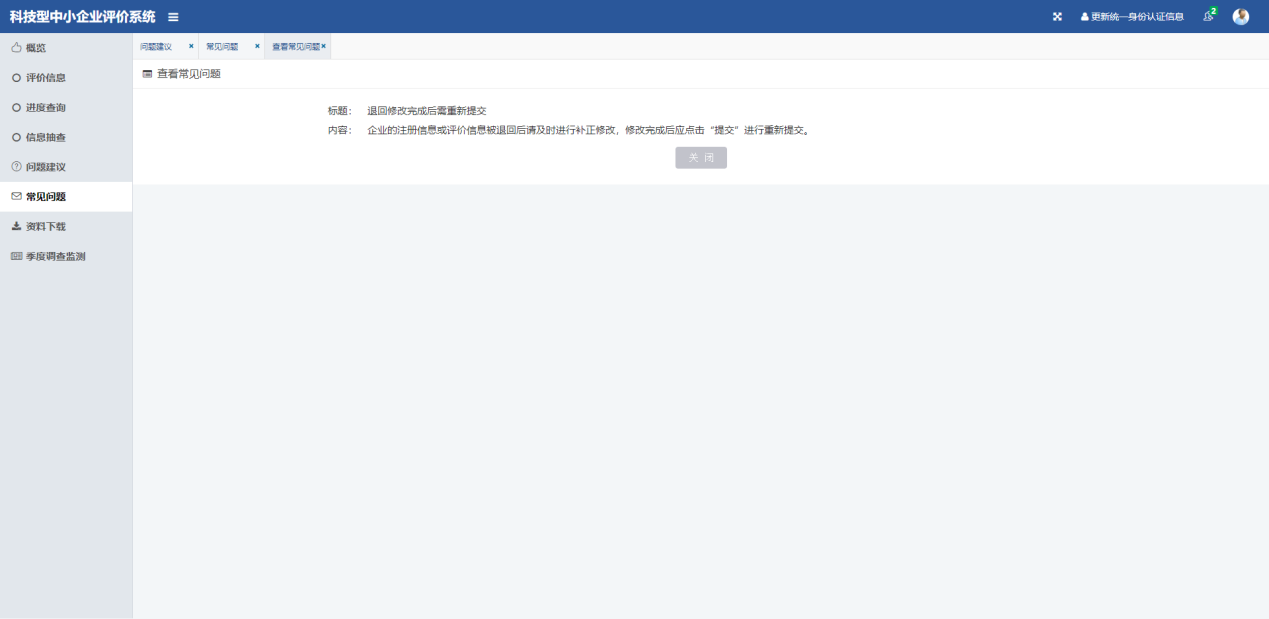 科技型中小企业评价系统
更新统一身份认证信息
2
概览
评价信息
进度查询
信息抽查
问题建议
常见问题
资料下载
季度调查监测
问题建议 × 常见问题 × 查看常见问题×
查看常见问题
标题： 退回修改完成后需重新提交
内容： 企业的注册信息或评价信息被退回后请及时进行补正修改，修改完成后应点击“提交”进行重新提交。
关 闭